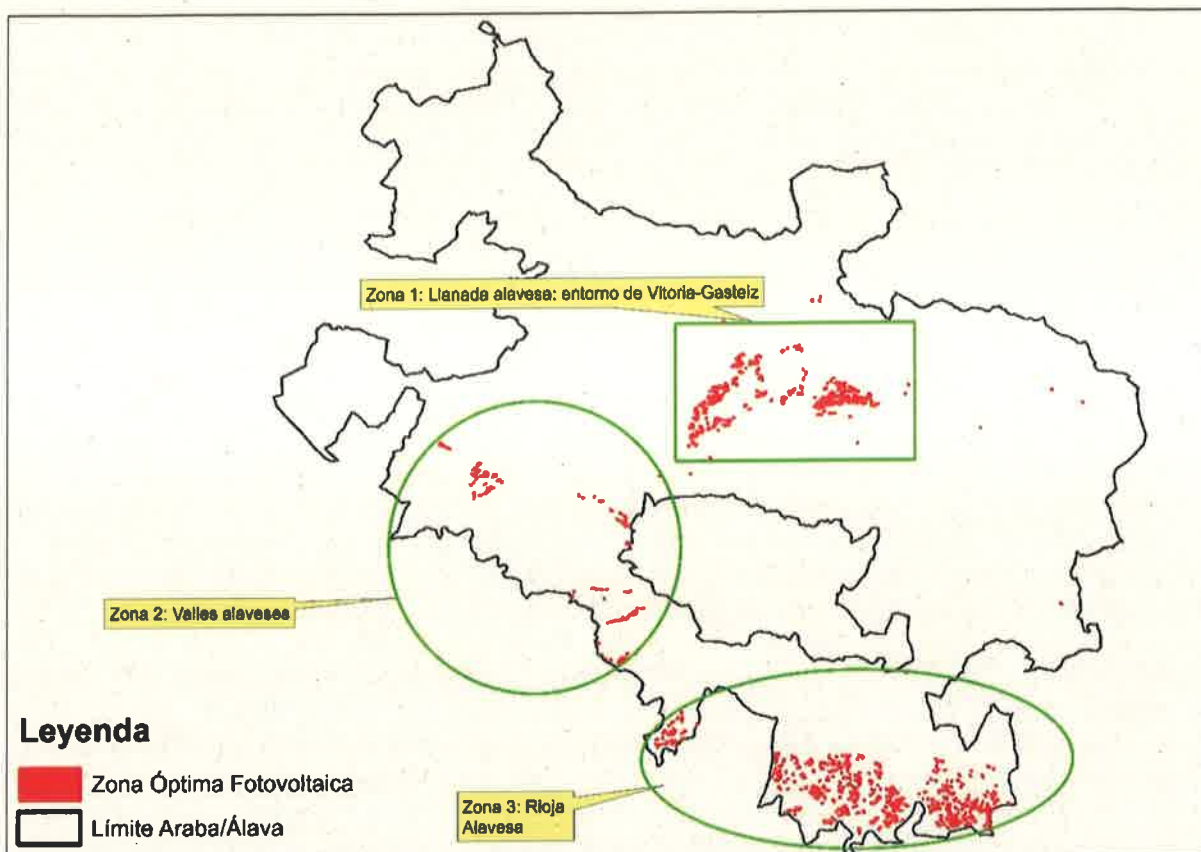 Zona 1: Llanada alavesa: entorno de Vitoria-Gasteiz
Zona 2: Valles alaveses
Zona 3: Rioja
Alavesa
Leyenda
Zona Óptima Fotovoltaica
Límite Araba/Álava